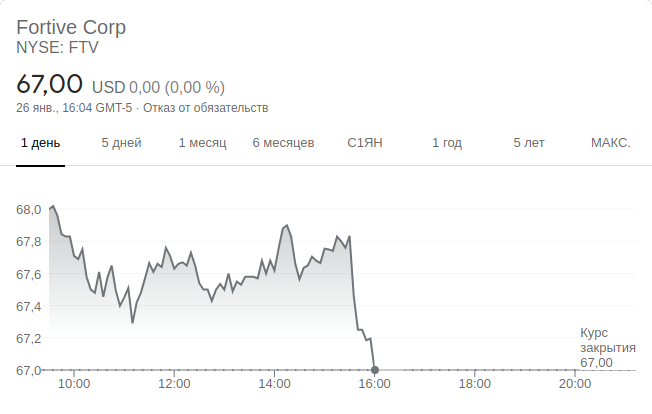 Fortive Corp
NYSE: FTV
67,00 USD 0,00 (0,00 %)
26 янв., 16:04 GMT-5 · Отказ от обязательств
1 день 5 дней 1 месяц 6 месяцев С1ЯН 1 год 5 лет МАКС.
68,0
67,8
67,6
67,4
67,2
67,0
Курс
закрытия
67,00
10:00 12:00 14:00 16:00 18:00 20:00